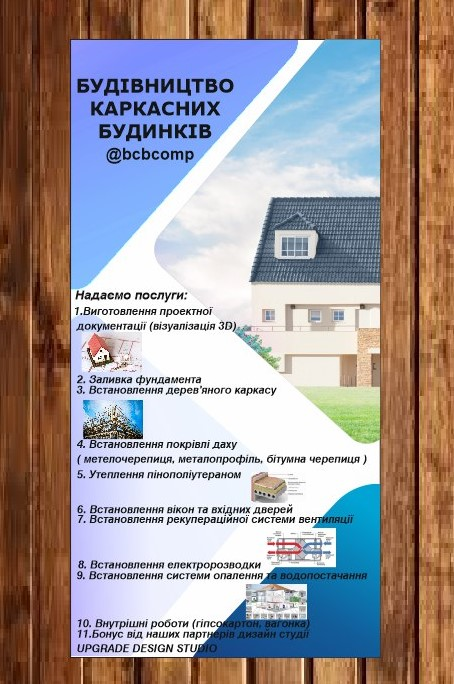 БУДІВНИЦТВО
КАРКАСНИХ
БУДИНКІВ
@bcbcomp
Надаємо послуги:
1.Виготовлення проектної
документації (візуалізація 3D)
2. Заливка фундамента
3. Встановлення дерев'яного каркасу
4. Встановлення покрівлі даху
( метелочерепиця, металопрофіль, бітумна черепиця )
5. Утеплення пінополіутераном
6. Встановлення вікон та вхідних дверей
7. Встановлення рекупераційної системи вентиляції
8. Встановлення електророзводки
9. Встановлення системи опалення та водопостачання
10. Внутрішні роботи (гіпсокартон, вагонка)
11.Бонус від наших партнерів дизайн студії
UPGRADE DESIGN STUDIO